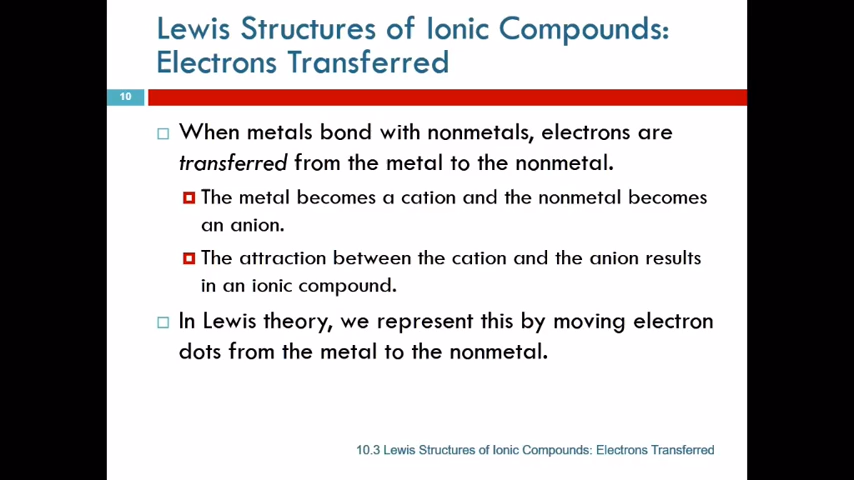 Lewis Structures of Ionic Compounds:
Electrons Transferred
10
When metals bond with nonmetals, electrons are
transferred from the metal to the nonmetal.
The metal becomes a cation and the nonmetal becomes
an anion.
The attraction between the cation and the anion results
in an ionic compound.
In Lewis theory, we represent this by moving electron
dots from the metal to the nonmetal.
10.3 Lewis Structures of Ionic Compounds: Electrons Transferred